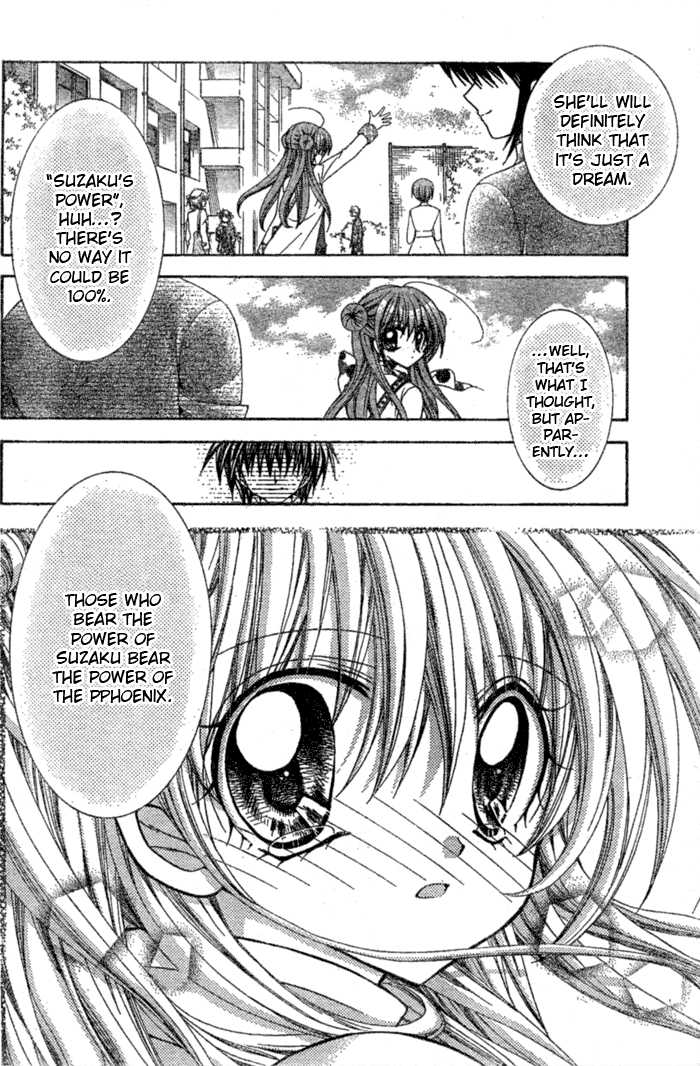 SHE'LL WILL
DEFINITELY
THINK THAT
IT'S JUST A
DREAM.
"SUZAKU'S
POWER",
HUH...?
THERE'S
NO WAY IT
COULD BE
100%.
...WELL,
THAT'S
WHAT I
THOUGHT,
BUT AP-
PAR-
ENTLY...
THOSE WHO
BEAR THE
POWER OF
SUZAKU BEAR
THE POWER OF
THE PPHOENIX.